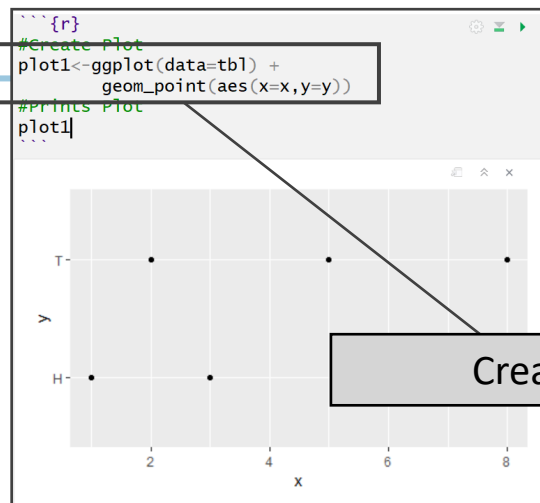 ```{r}
#Create Plot
plot1<-ggplot(data=tbl) +
geom_point(aes(x=x,y=y))
#Prints Plot
plot1
```
T
y
H
Crea
2 4 6 8
x